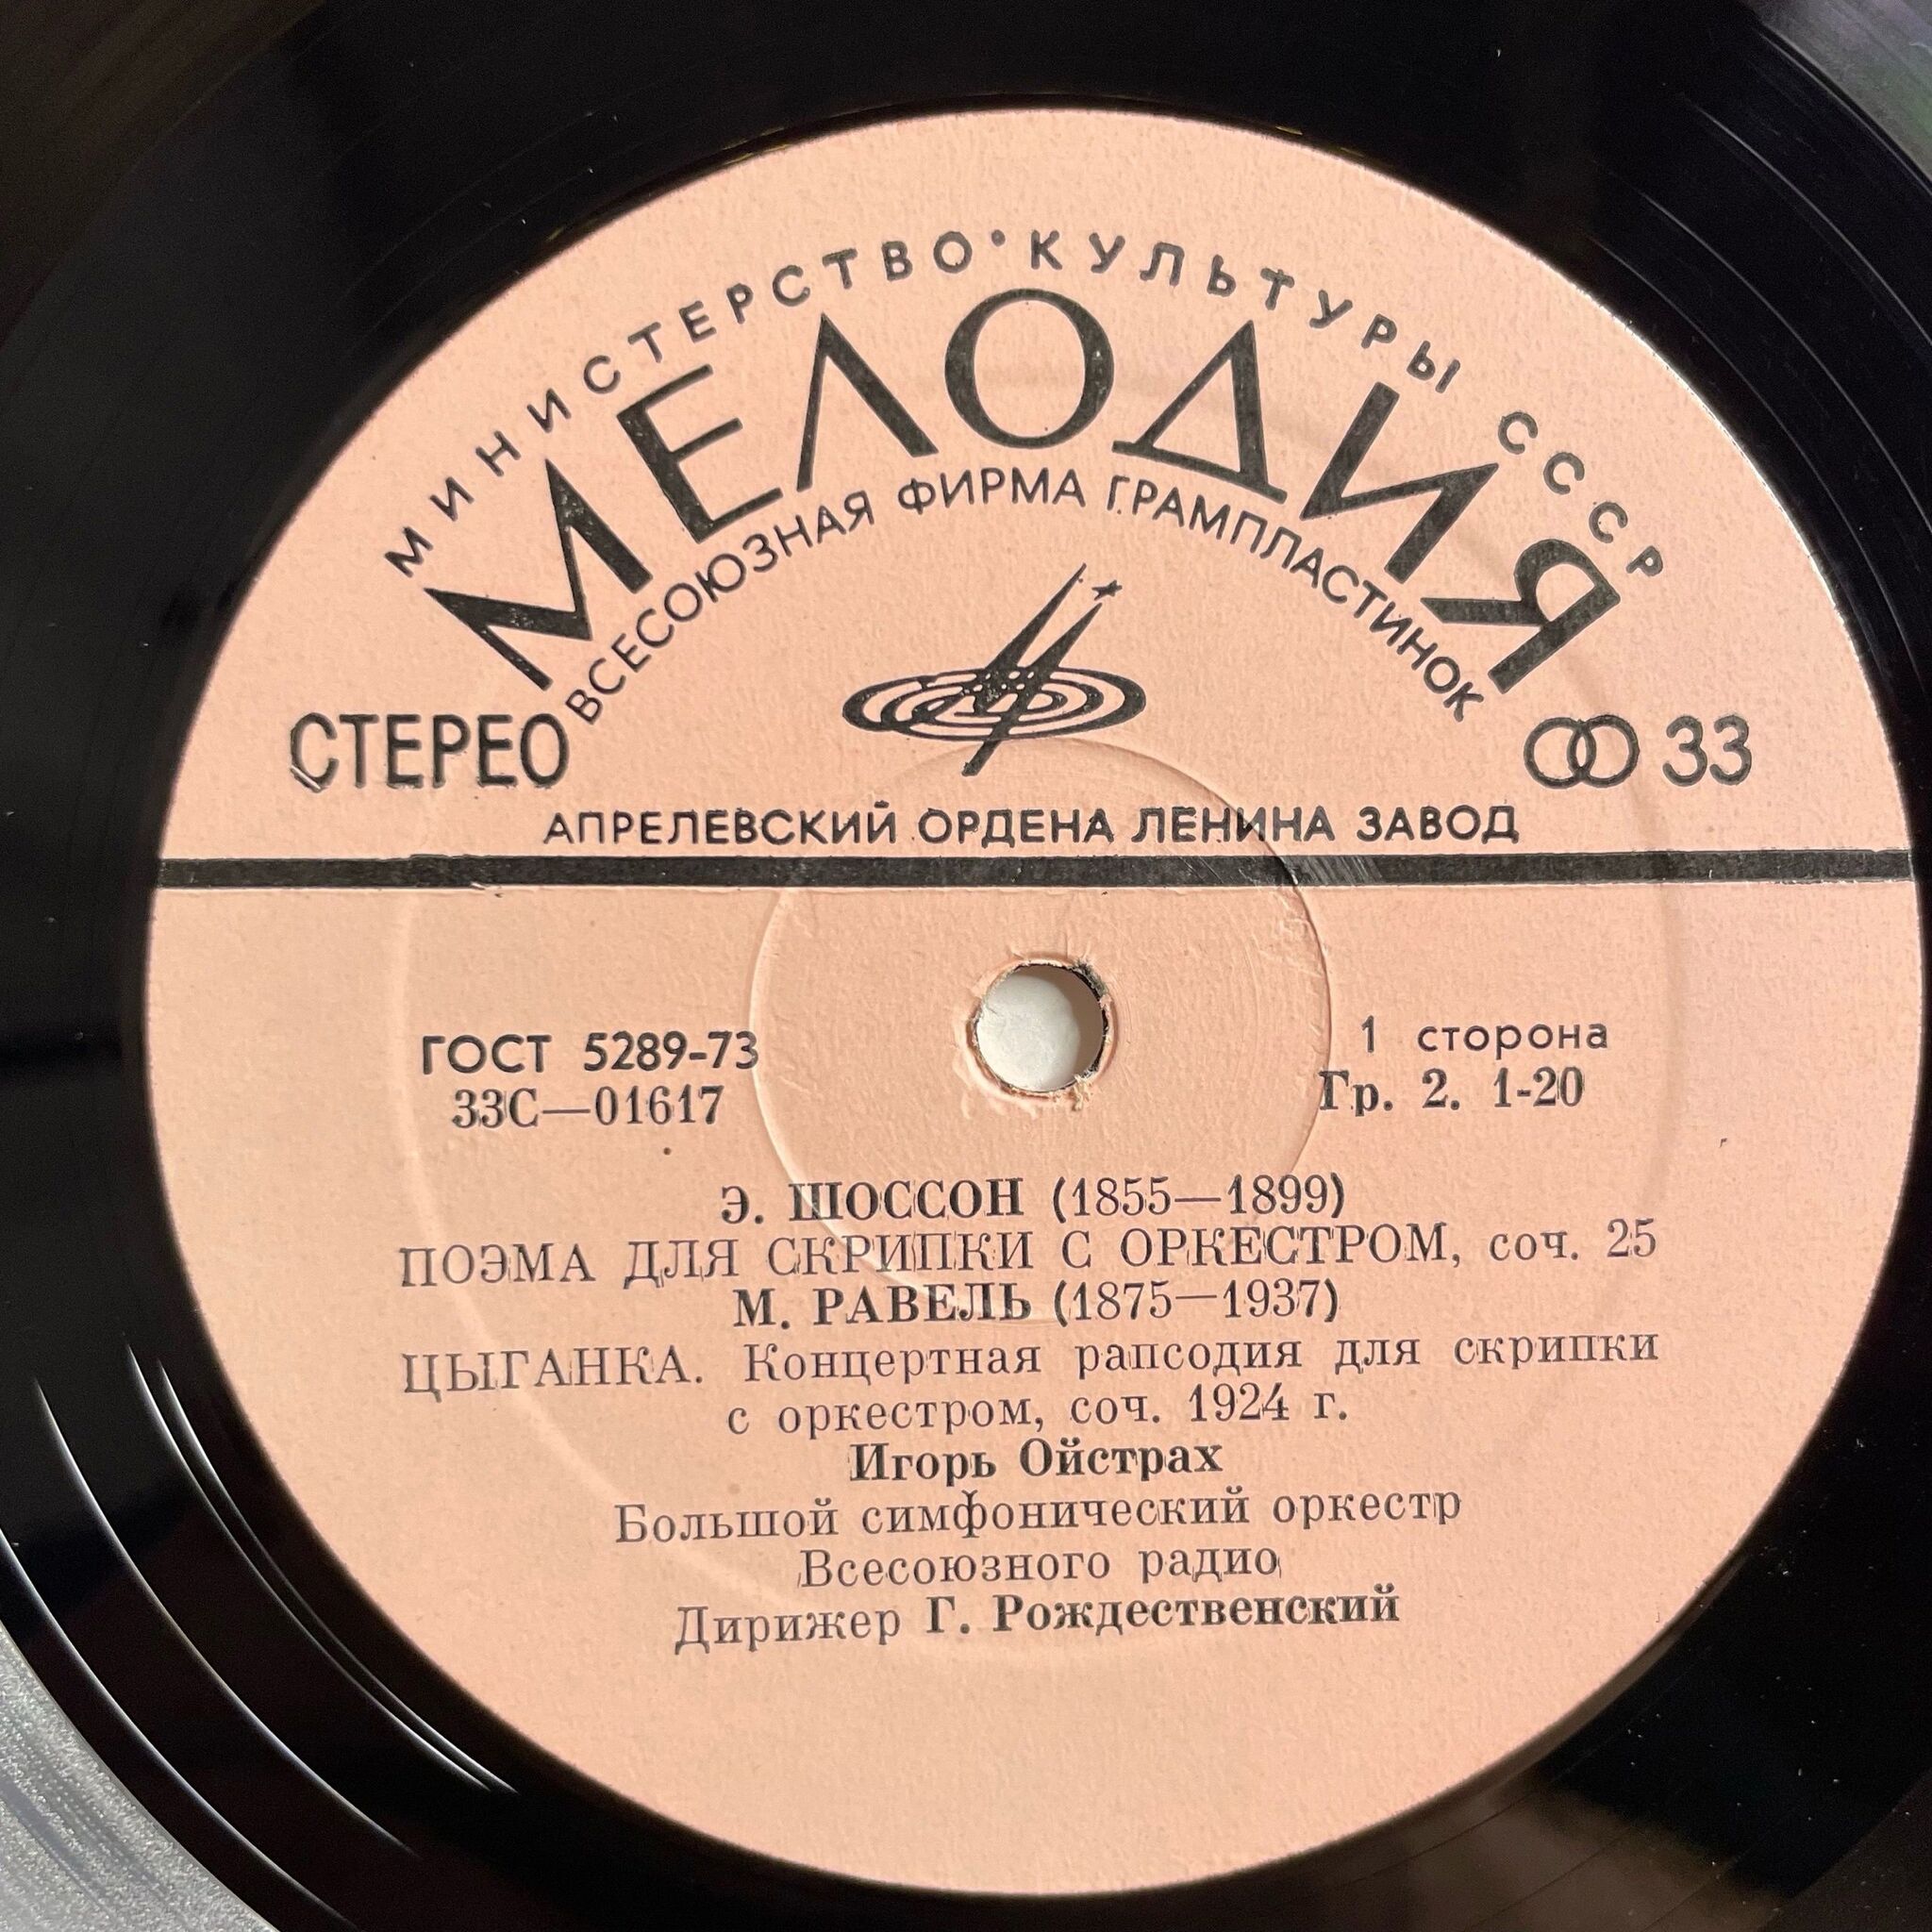 МИНИСТЕРСТВО·КУЛЬТУРЫ СССР
МЕЛОДИЯ
ВСЕСОЮЗНАЯ ФИРМА ГРАМПЛАСТИНОК
СТЕРЕО
33
АПРЕЛЕВСКИЙ ОРДЕНА ЛЕНИНА ЗАВОД
ГОСТ 5289-73
1 сторона
33С—01617
Гр. 2. 1-20
Э. ШОССОН (1855—1899)
ПОЭМА ДЛЯ СКРИПКИ С ОРКЕСТРОМ, соч. 25
М. РАВЕЛЬ (1875—1937)
ЦЫГАНКА. Концертная рапсодия для скрипки
с оркестром, соч. 1924 г.
Игорь Ойстрах
Большой симфонический оркестр
Всесоюзного радио
Дирижер Г. Рождественский